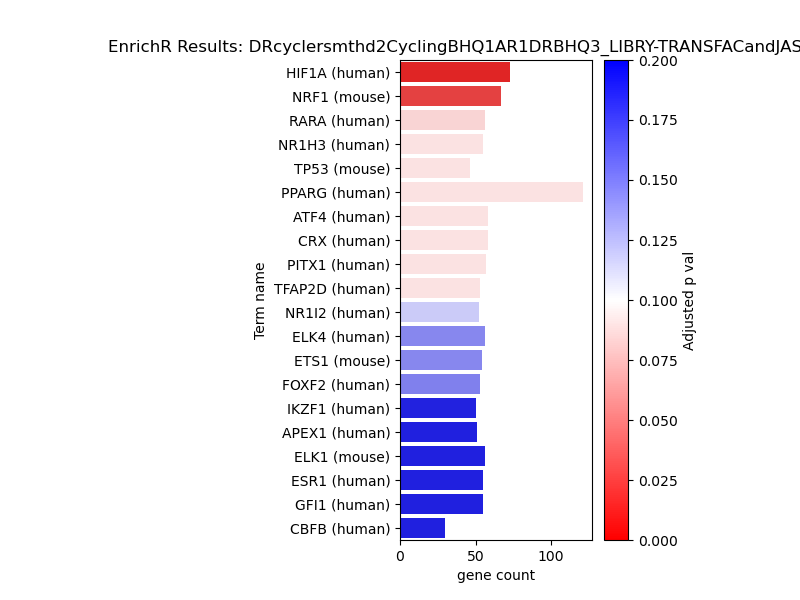 EnrichR Results: DRcyclersmthd2CyclingBHQ1AR1DRBHQ3_LIBRY-TRANSFACandJAS
HIF1A (human)
NRF1 (mouse)
RARA (human)
NR1H3 (human)
TP53 (mouse)
PPARG (human)
ATF4 (human)
CRX (human)
PITX1 (human)
TFAP2D (human)
NR1I2 (human)
ELK4 (human)
ETS1 (mouse)
FOXF2 (human)
IKZF1 (human)
APEX1 (human)
ELK1 (mouse)
ESR1 (human)
GFI1 (human)
CBFB (human)
Term name
0 50 100
gene count
0.200
0.175
0.150
0.125
0.100
0.075
0.050
0.025
0.000
Adjusted p val